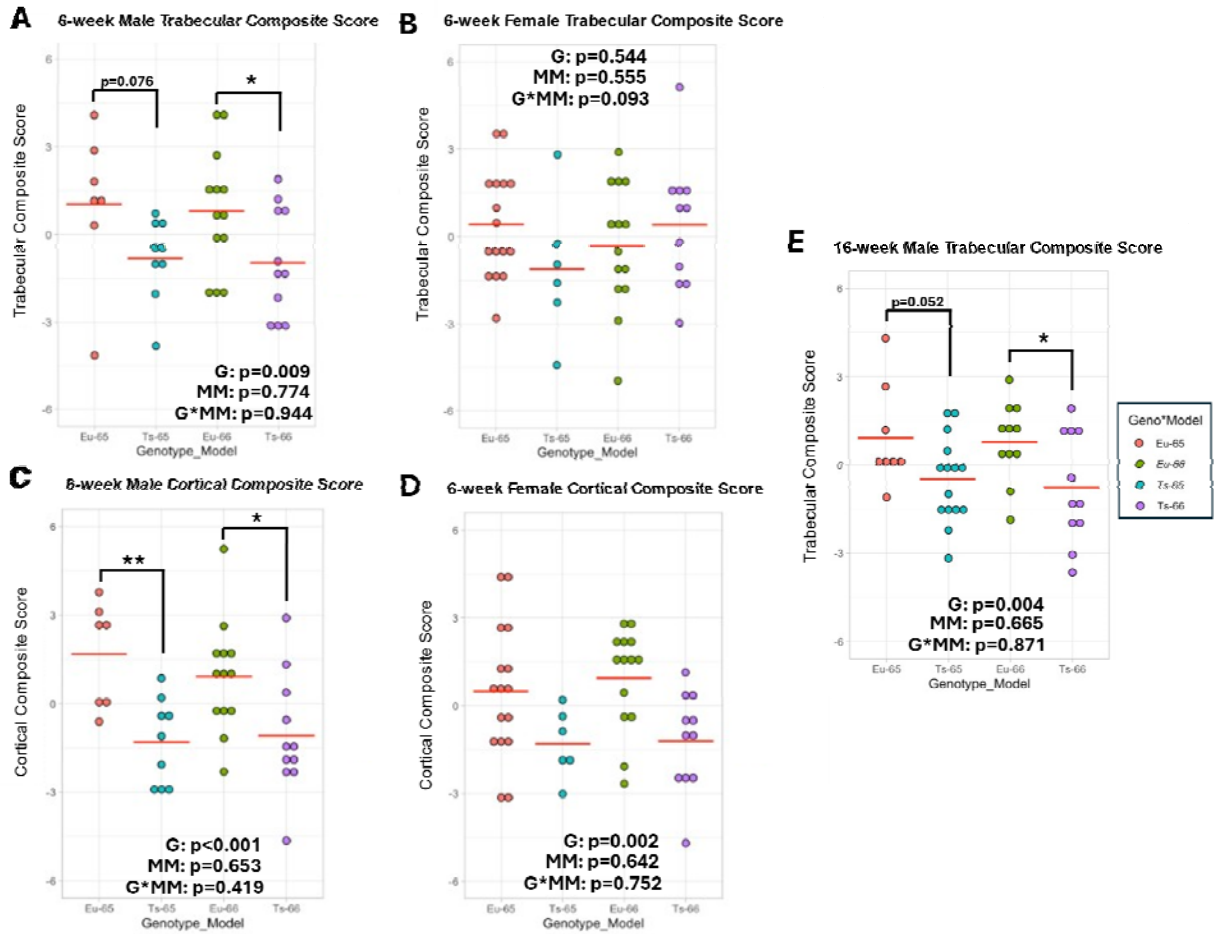 A 6-week Male Trabecular Composite Score
6
3
0
-3
-6
Trabecular Composite Score
p=0.076
*
G: p=0.009
MM: p=0.774
G*MM: p=0.944
Eu-65 Ts-65 Eu-66 Ts-66
Genotype_Model
B 6-week Female Trabecular Composite Score
6
3
0
-3
-6
Trabecular Composite Score
G: p=0.544
MM: p=0.555
G*MM: p=0.093
Eu-65 Ts-65 Eu-66 Ts-66
Genotype_Model
C 6-week Male Cortical Composite Score
6
3
0
-3
-6
Cortical Composite Score
**
*
G: p<0.001
MM: p=0.653
G*MM: p=0.419
Eu-65 Ts-65 Eu-66 Ts-66
Genotype_Model
D 6-week Female Cortical Composite Score
6
3
0
-3
-6
Cortical Composite Score
G: p=0.002
MM: p=0.642
G*MM: p=0.752
Eu-65 Ts-65 Eu-66 Ts-66
Genotype_Model
E 16-week Male Trabecular Composite Score
6
3
0
-3
-6
Trabecular Composite Score
p=0.052
*
G: p=0.004
MM: p=0.665
G*MM: p=0.871
Eu-65 Ts-65 Eu-66 Ts-66
Genotype_Model
Geno*Model
Eu-65
Eu-66
Ts-65
Ts-66